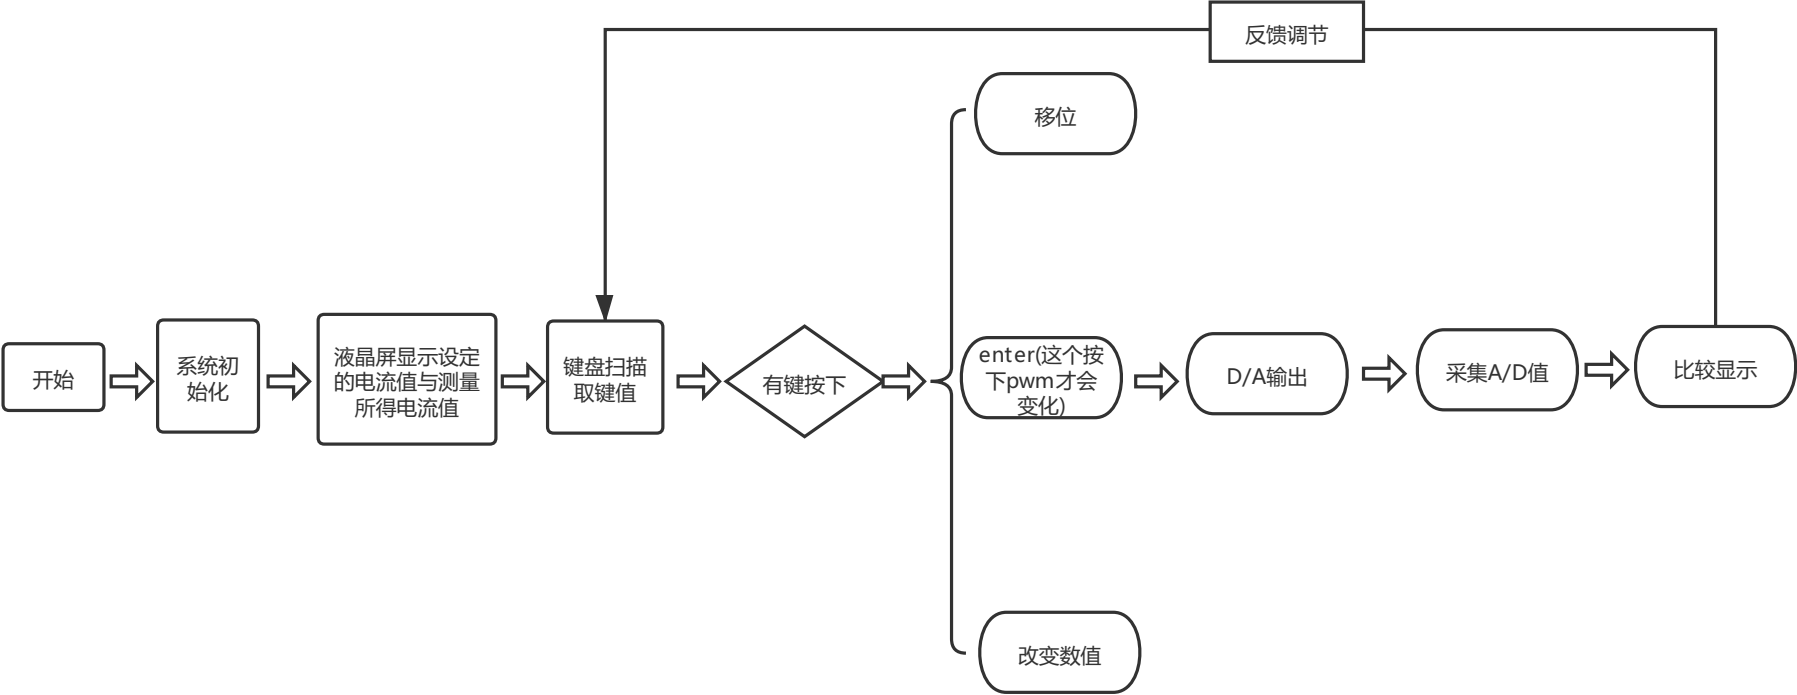 反馈调节
移位
开始
系统初
始化
液晶屏显示设定
的电流值与测量
所得电流值
键盘扫描
取键值
有键按下
enter(这个按
下pwm才会
变化)
D/A输出
采集A/D值
比较显示
改变数值